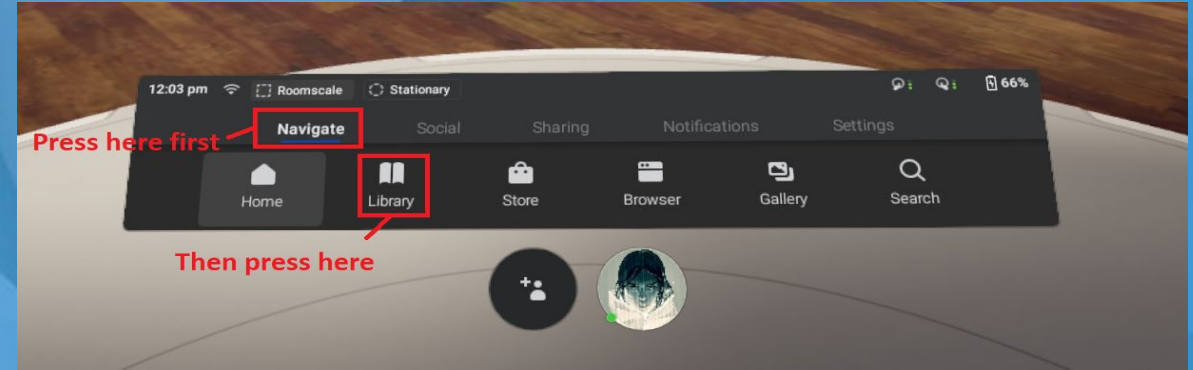 12:03 pm Roomscale Stationary 66%
Press here first
Navigate Social Sharing Notifications Settings
Home Library Store Browser Gallery Search
Then press here